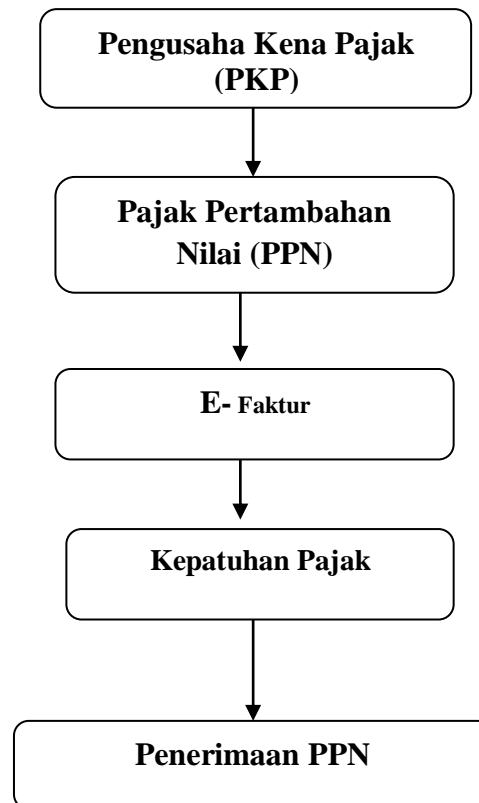 Pengusaha Kena Pajak
(PKP)
Pajak Pertambahan
Nilai (PPN)
E- Faktur
Kepatuhan Pajak
Penerimaan PPN